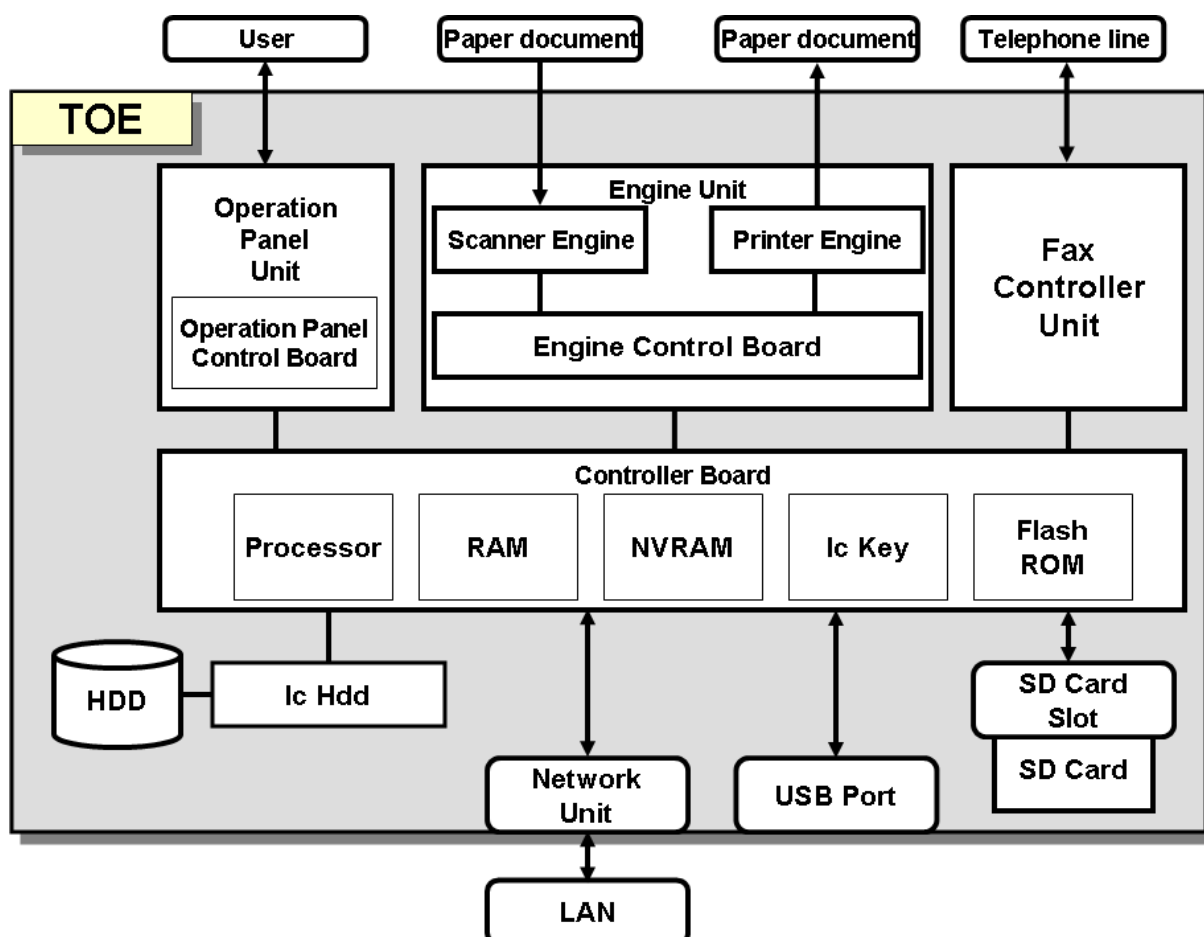 User
Paper document
Paper document
Telephone line
TOE
Operation
Panel
Unit
Operation Panel
Control Board
Engine Unit
Scanner Engine
Printer Engine
Engine Control Board
Fax
Controller
Unit
Controller Board
Processor
RAM
NVRAM
Ic Key
Flash
ROM
HDD
Ic Hdd
SD Card
Slot
SD Card
Network
Unit
USB Port
LAN